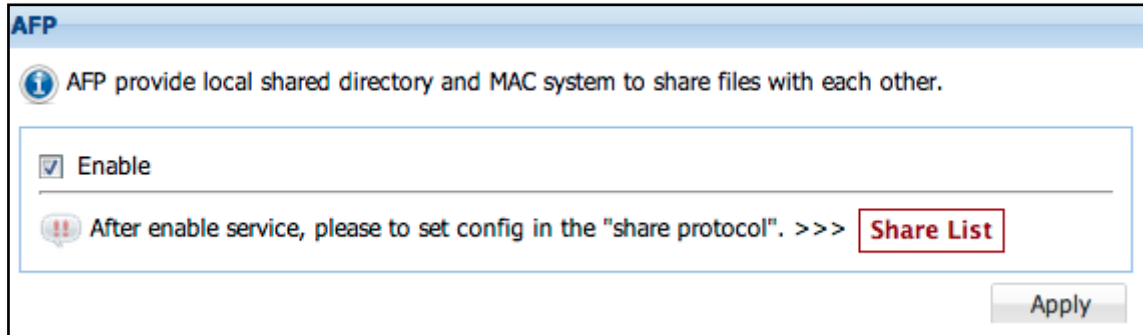 AFP
AFP provide local shared directory and MAC system to share files with each other.
Enable
After enable service, please to set config in the "share protocol". >>> Share List
Apply